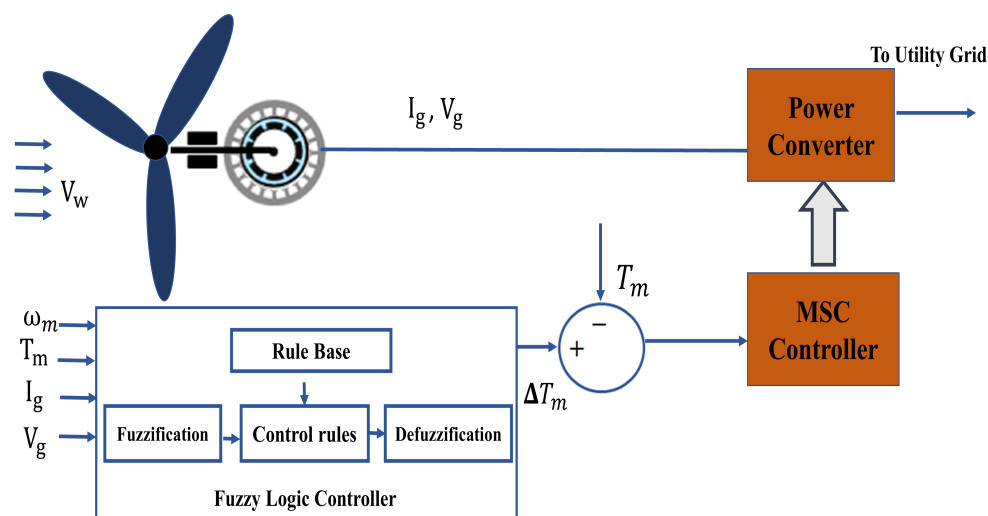 To Utility Grid
I_g , V_g
Power
Converter
V_w
T_m
−
+
ω_m
T_m
I_g
V_g
Rule Base
ΔT_m
MSC
Controller
Fuzzification
Control rules
Defuzzification
Fuzzy Logic Controller